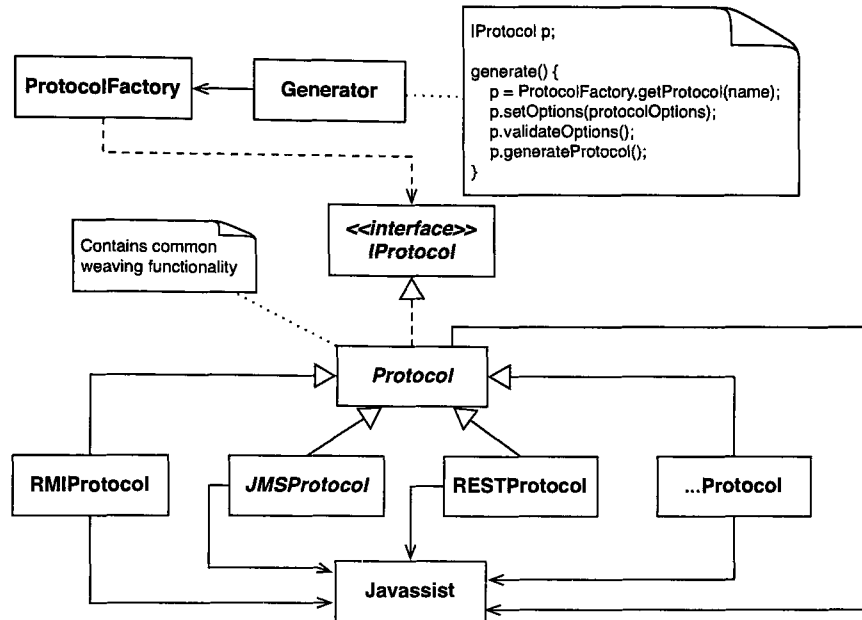 IProtocol p;
generate() {
p = ProtocolFactory.getProtocol(name);
p.setOptions(protocolOptions);
p.validateOptions();
p.generateProtocol();
}
ProtocolFactory
Generator
<<interface>>
IProtocol
Contains common
weaving functionality
Protocol
RMIProtocol
JMSProtocol
RESTProtocol
...Protocol
Javassist